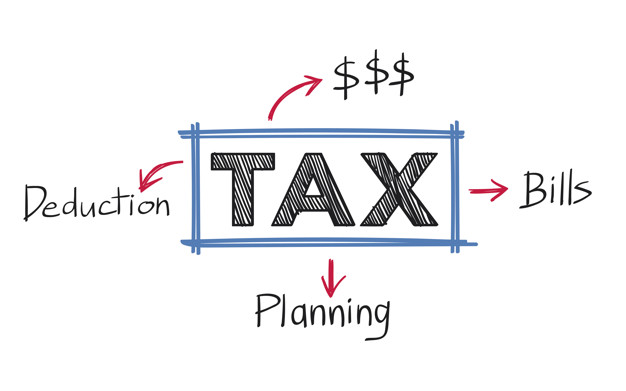 $$$
TAX
Deduction
Bills
Planning